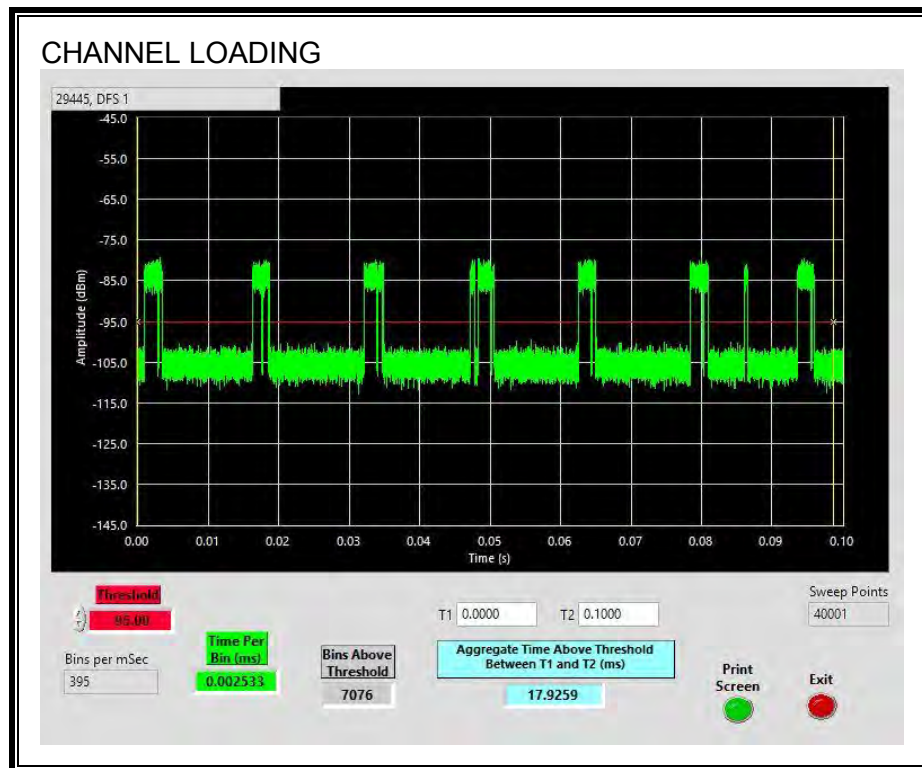 CHANNEL LOADING
29445, DFS 1
-45.0
-55.0
-65.0
-75.0
-85.0
-95.0
-105.0
-115.0
-125.0
-135.0
-145.0
Amplitude (dBm)
0.00 0.01 0.02 0.03 0.04 0.05 0.06 0.07 0.08 0.09 0.10
Time (s)
Threshold
-95.00
Bins per mSec
395
Time Per
Bin (ms)
0.002533
Bins Above
Threshold
7076
T1 0.0000 T2 0.1000
Aggregate Time Above Threshold
Between T1 and T2 (ms)
17.9259
Print
Screen
Exit
Sweep Points
40001